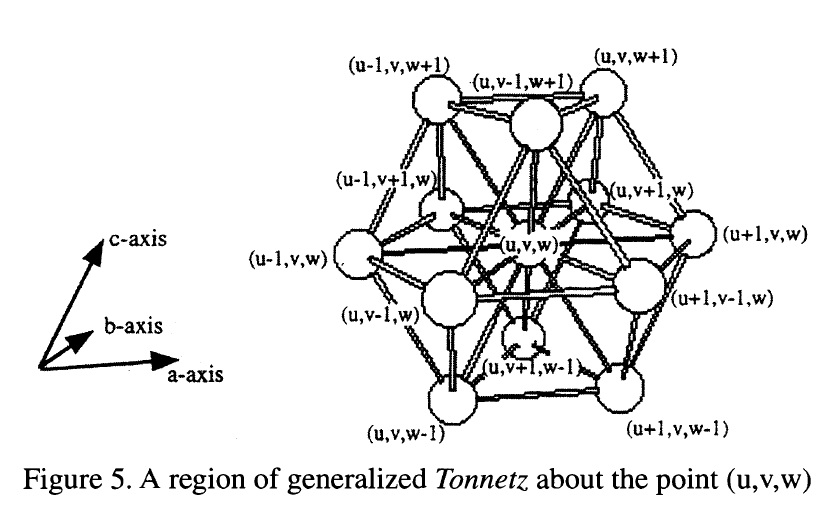 (u,v,w+1)
(u-1,v,w+1)
(u,v-1,w+1)
(u-1,v+1,w)
(u,v+1,w)
(u+1,v,w)
c-axis
(u,v,w)
(u-1,v,w)
(u+1,v-1,w)
(u,v-1,w)
b-axis
(u,v+1,w-1)
a-axis
(u,v,w-1)
(u+1,v,w-1)
Figure 5. A region of generalized Tonnetz about the point (u,v,w)